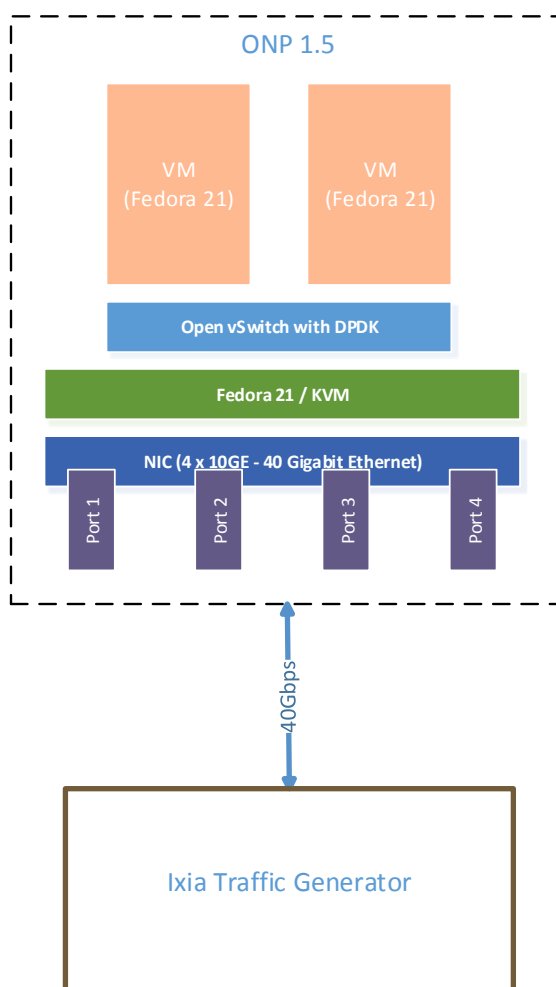 ONP 1.5
VM
(Fedora 21)
VM
(Fedora 21)
Open vSwitch with DPDK
Fedora 21 / KVM
NIC (4 x 10GE - 40 Gigabit Ethernet)
Port 1
Port 2
Port 3
Port 4
40Gbps
Ixia Traffic Generator